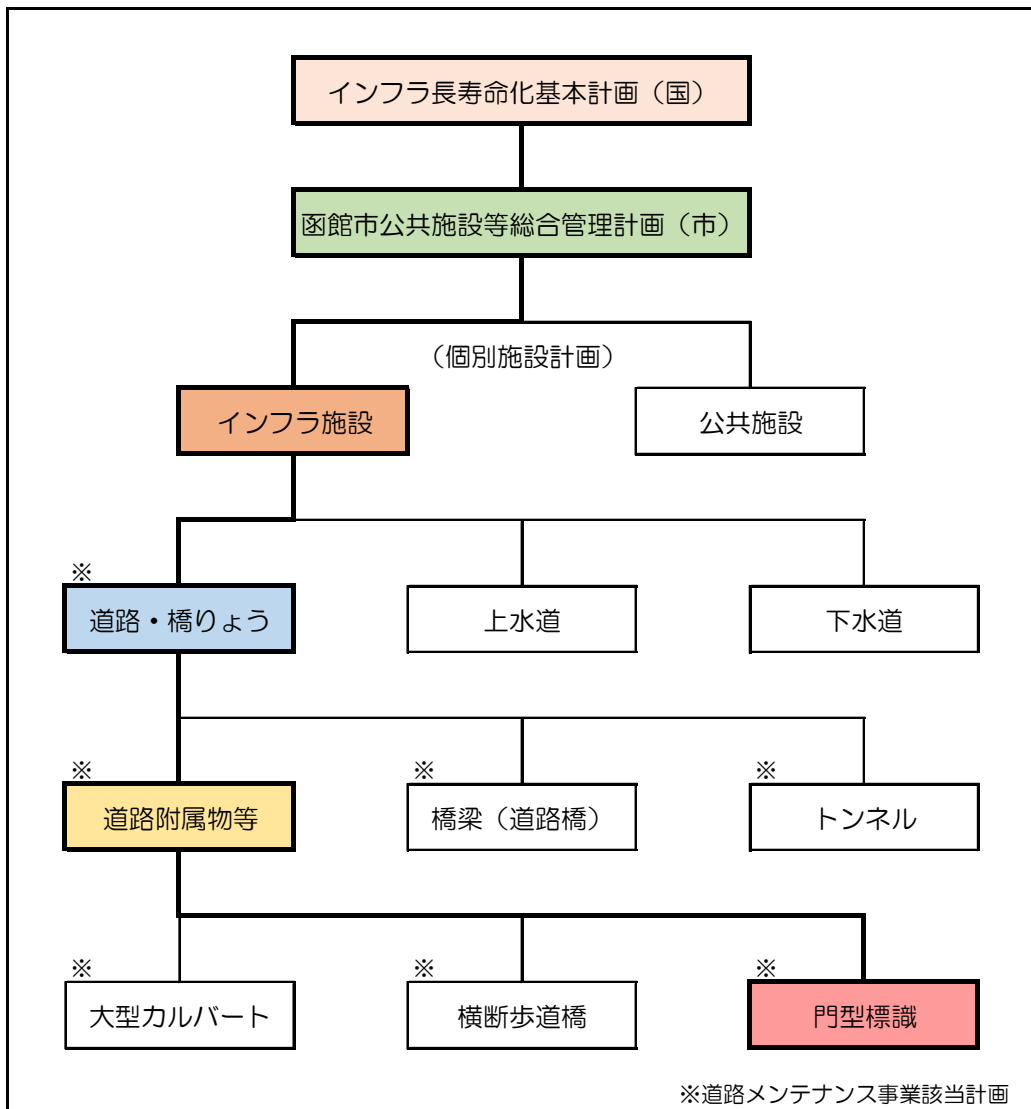 インフラ長寿命化基本計画（国）
函館市公共施設等総合管理計画（市）
（個別施設計画）
インフラ施設
公共施設
※
道路・橋りょう
上水道
下水道
※
※
※
道路附属物等
橋梁（道路橋）
トンネル
※
※
※
大型カルバート
横断歩道橋
門型標識
※道路メンテナンス事業該当計画